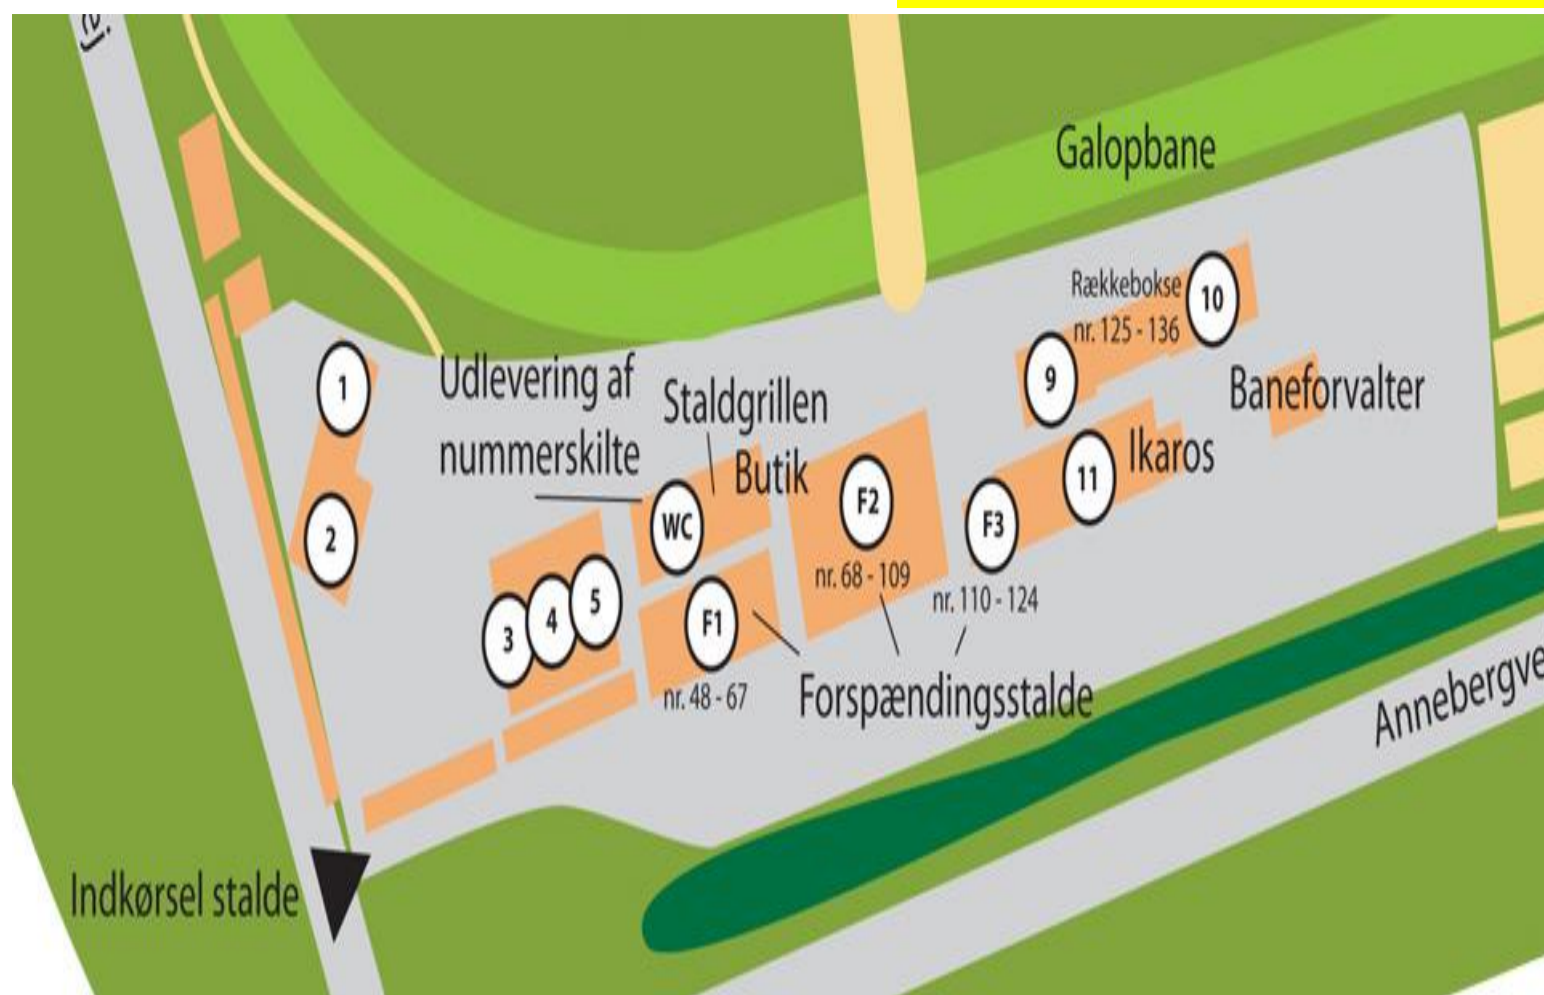 Galopbane
Rækkebokse
nr. 125 - 136
10
9
1
Udlevering af
nummerskilte
Staldgrillen
Butik
Baneforvalter
Ikaros
11
F2
nr. 68 - 109
F3
nr. 110 - 124
WC
2
3
4
5
F1
nr. 48 - 67
Forspændingsstalde
Annebergve
Indkørsel stalde